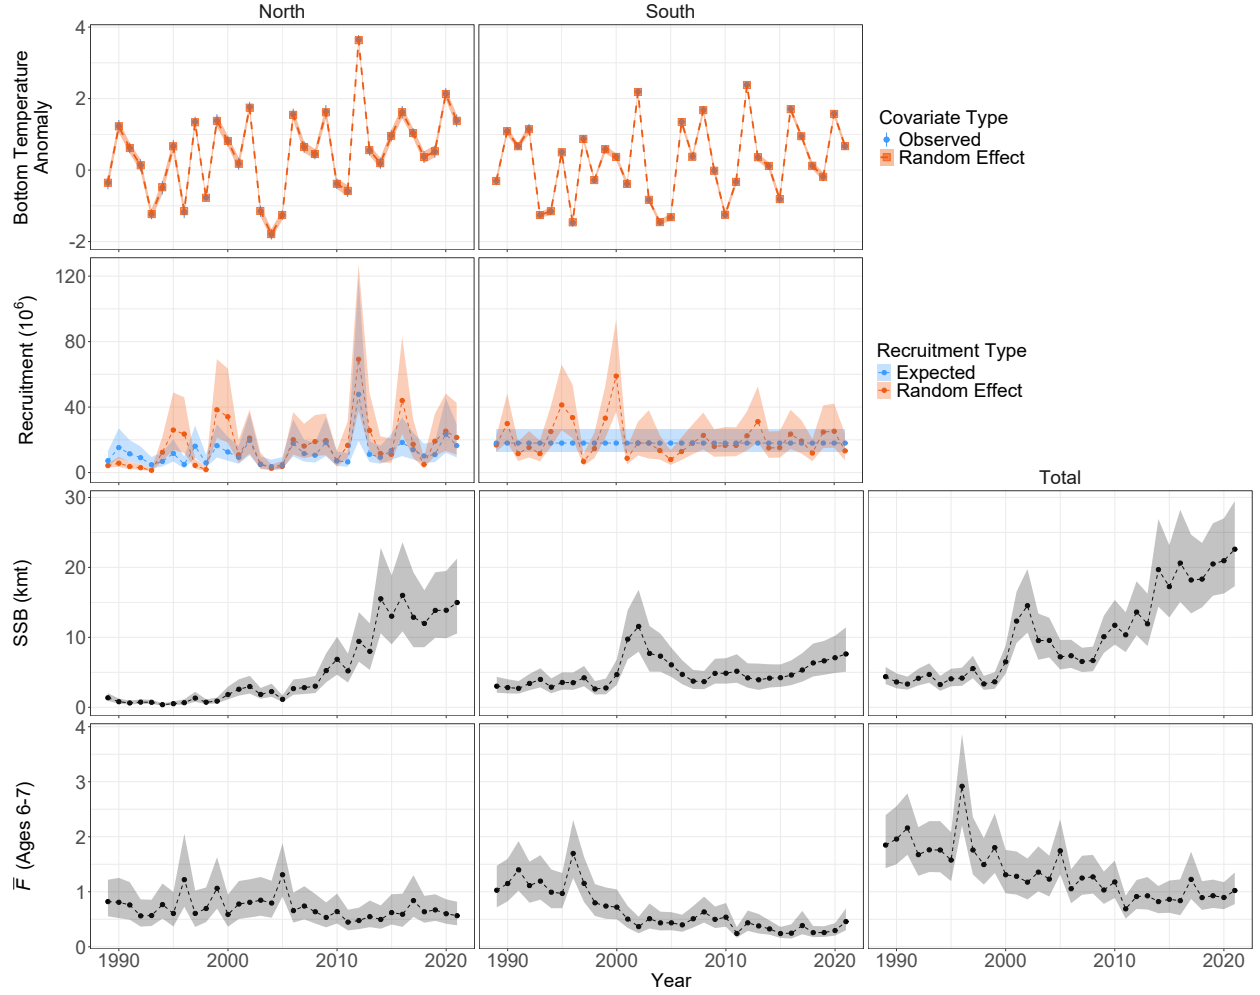 North
South
Bottom Temperature
Anomaly
4
2
0
-2
Covariate Type
Observed
Random Effect
Recruitment (10⁶)
120
80
40
0
Recruitment Type
Expected
Random Effect
Total
SSB (kmt)
30
20
10
0
F̅ (Ages 6-7)
4
3
2
1
0
1990 2000 2010 2020 1990 2000 2010 2020 1990 2000 2010 2020
Year